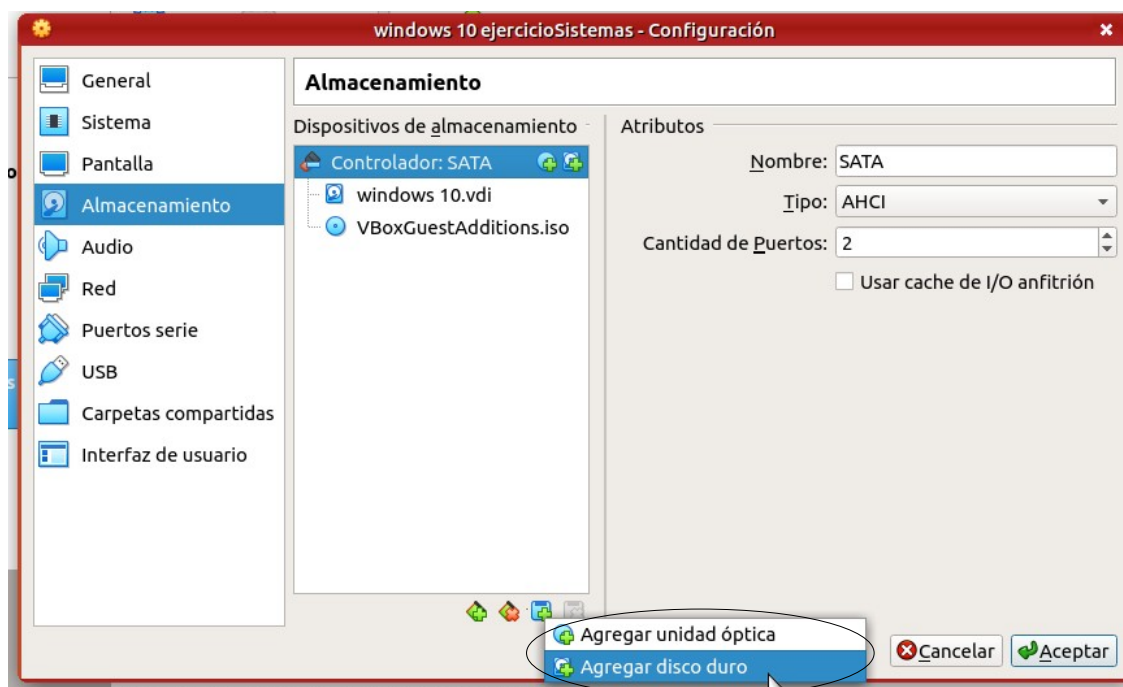 windows 10 ejercicioSistemas - Configuración
General
Sistema
Pantalla
Almacenamiento
Audio
Red
Puertos serie
USB
Carpetas compartidas
Interfaz de usuario
Almacenamiento
Dispositivos de almacenamiento
Controlador: SATA
windows 10.vdi
VBoxGuestAdditions.iso
Atributos
Nombre: SATA
Tipo: AHCI
Cantidad de Puertos: 2
Usar cache de I/O anfitrión
Agregar unidad óptica
Agregar disco duro
Cancelar
Aceptar